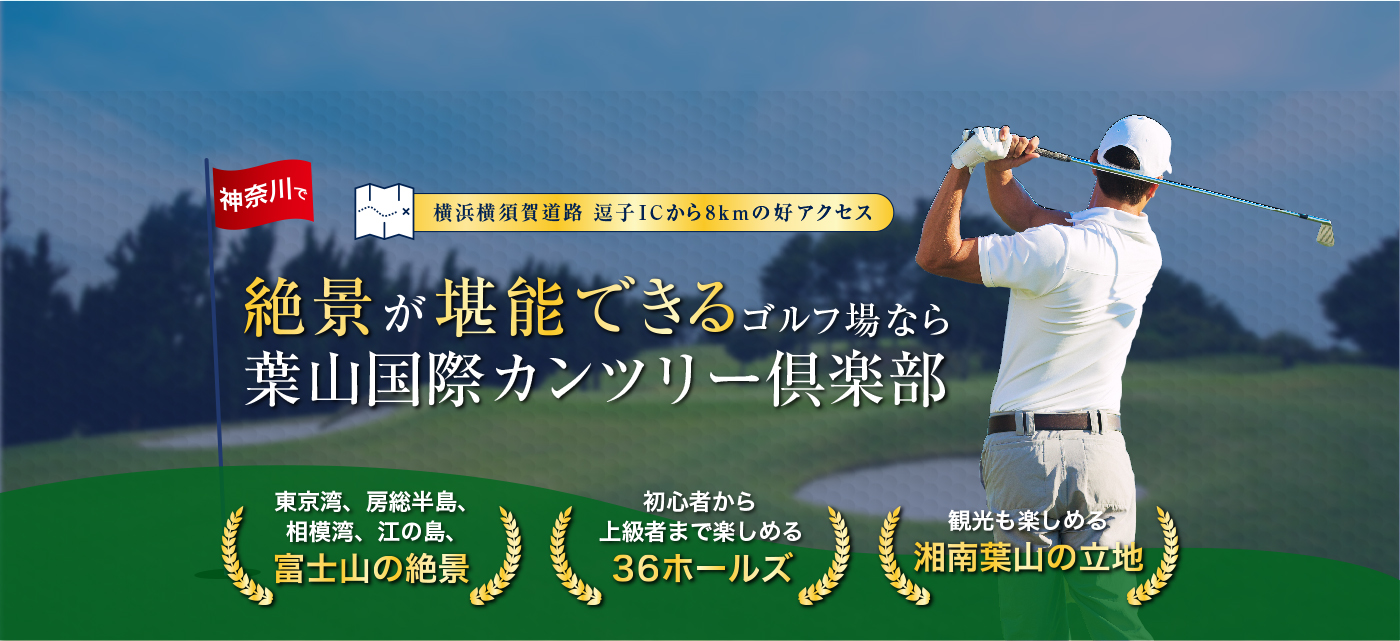 神奈川で
横浜横須賀道路 逗子ICから8kmの好アクセス
絶景が堪能できるゴルフ場なら
葉山国際カンツリー倶楽部
東京湾、房総半島、
相模湾、江の島、
富士山の絶景
初心者から
上級者まで楽しめる
36ホールズ
観光も楽しめる
湘南葉山の立地